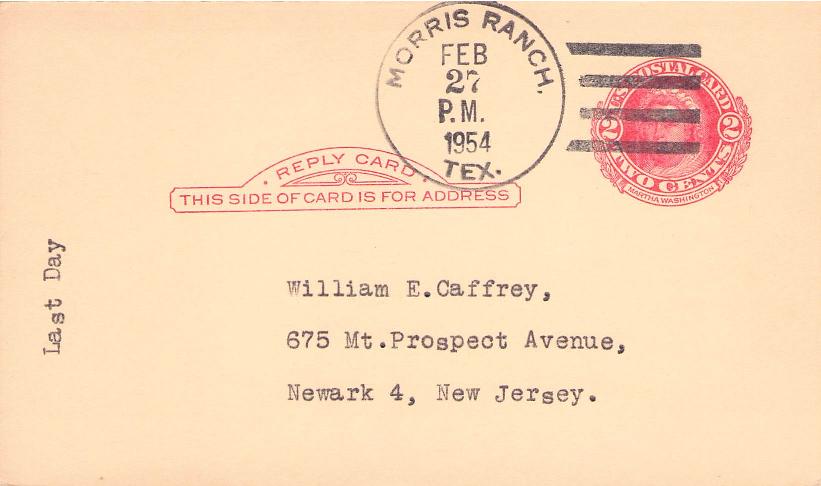 MORRIS RANCH,
FEB
27
P.M.
1954
TEX.
U.S. POSTAL CARD
2 2
TWO CENTS
MARTHA WASHINGTON
REPLY CARD
THIS SIDE OF CARD IS FOR ADDRESS
Last Day
William E.Caffrey,
675 Mt.Prospect Avenue,
Newark 4, New Jersey.